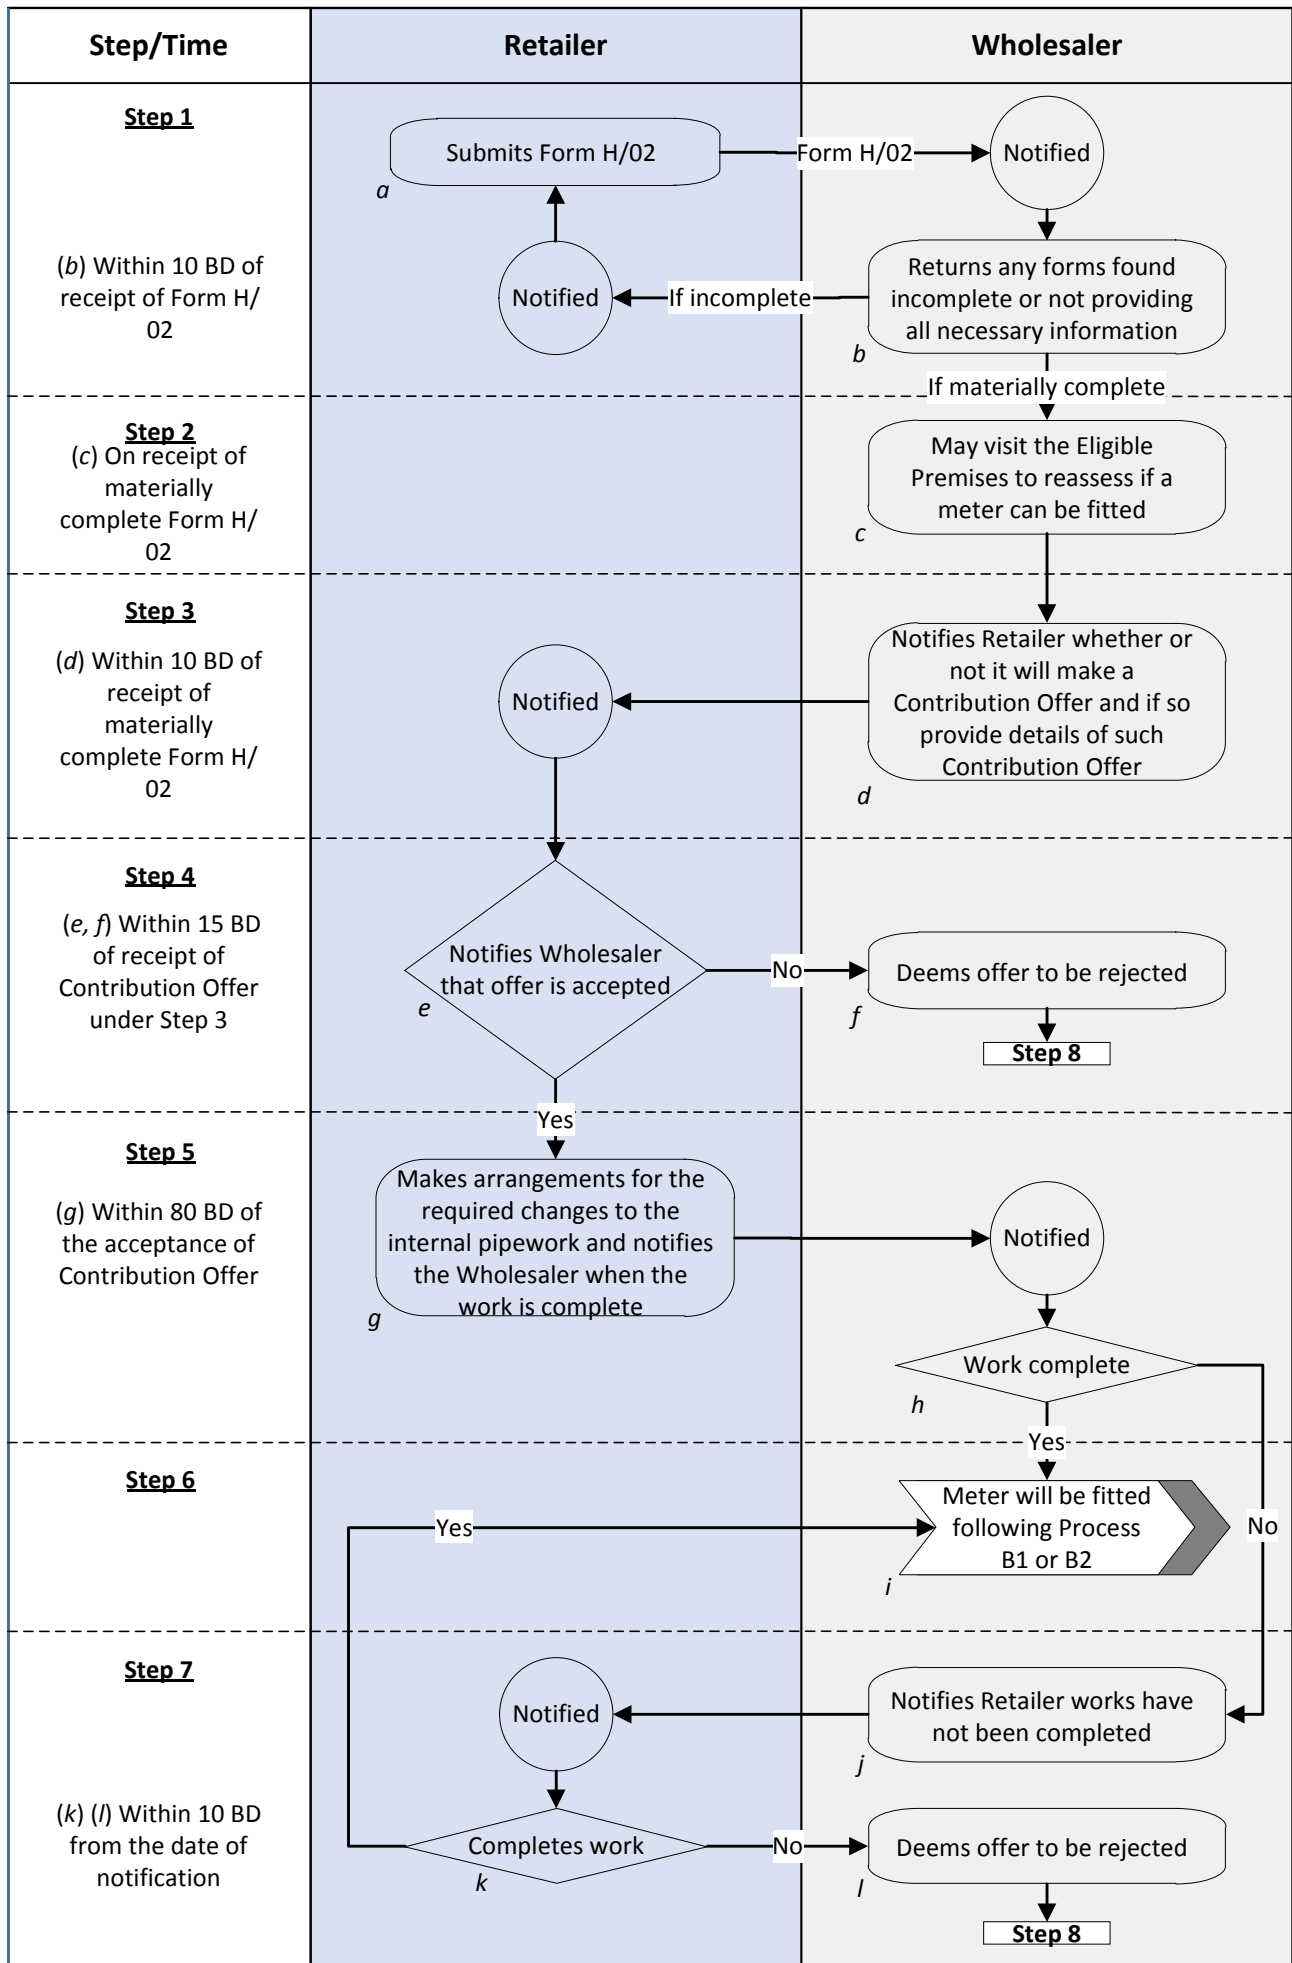 Step/Time
Retailer
Wholesaler
Step 1
Submits Form H/02
a
Form H/02
Notified
(b) Within 10 BD of
receipt of Form H/
02
Notified
If incomplete
Returns any forms found
incomplete or not providing
all necessary information
b
If materially complete
Step 2
(c) On receipt of
materially
complete Form H/
02
May visit the Eligible
Premises to reassess if a
meter can be fitted
c
Step 3
(d) Within 10 BD of
receipt of
materially
complete Form H/
02
Notified
Notifies Retailer whether or
not it will make a
Contribution Offer and if so
provide details of such
Contribution Offer
d
Step 4
(e, f) Within 15 BD
of receipt of
Contribution Offer
under Step 3
Notifies Wholesaler
that offer is accepted
e
No
Deems offer to be rejected
f
Step 8
Yes
Step 5
(g) Within 80 BD of
the acceptance of
Contribution Offer
Makes arrangements for the
required changes to the
internal pipework and notifies
the Wholesaler when the
work is complete
g
Notified
Work complete
h
Yes
No
Step 6
Yes
Meter will be fitted
following Process
B1 or B2
i
Step 7
Notified
Notifies Retailer works have
not been completed
j
(k) (l) Within 10 BD
from the date of
notification
Completes work
k
No
Deems offer to be rejected
l
Step 8